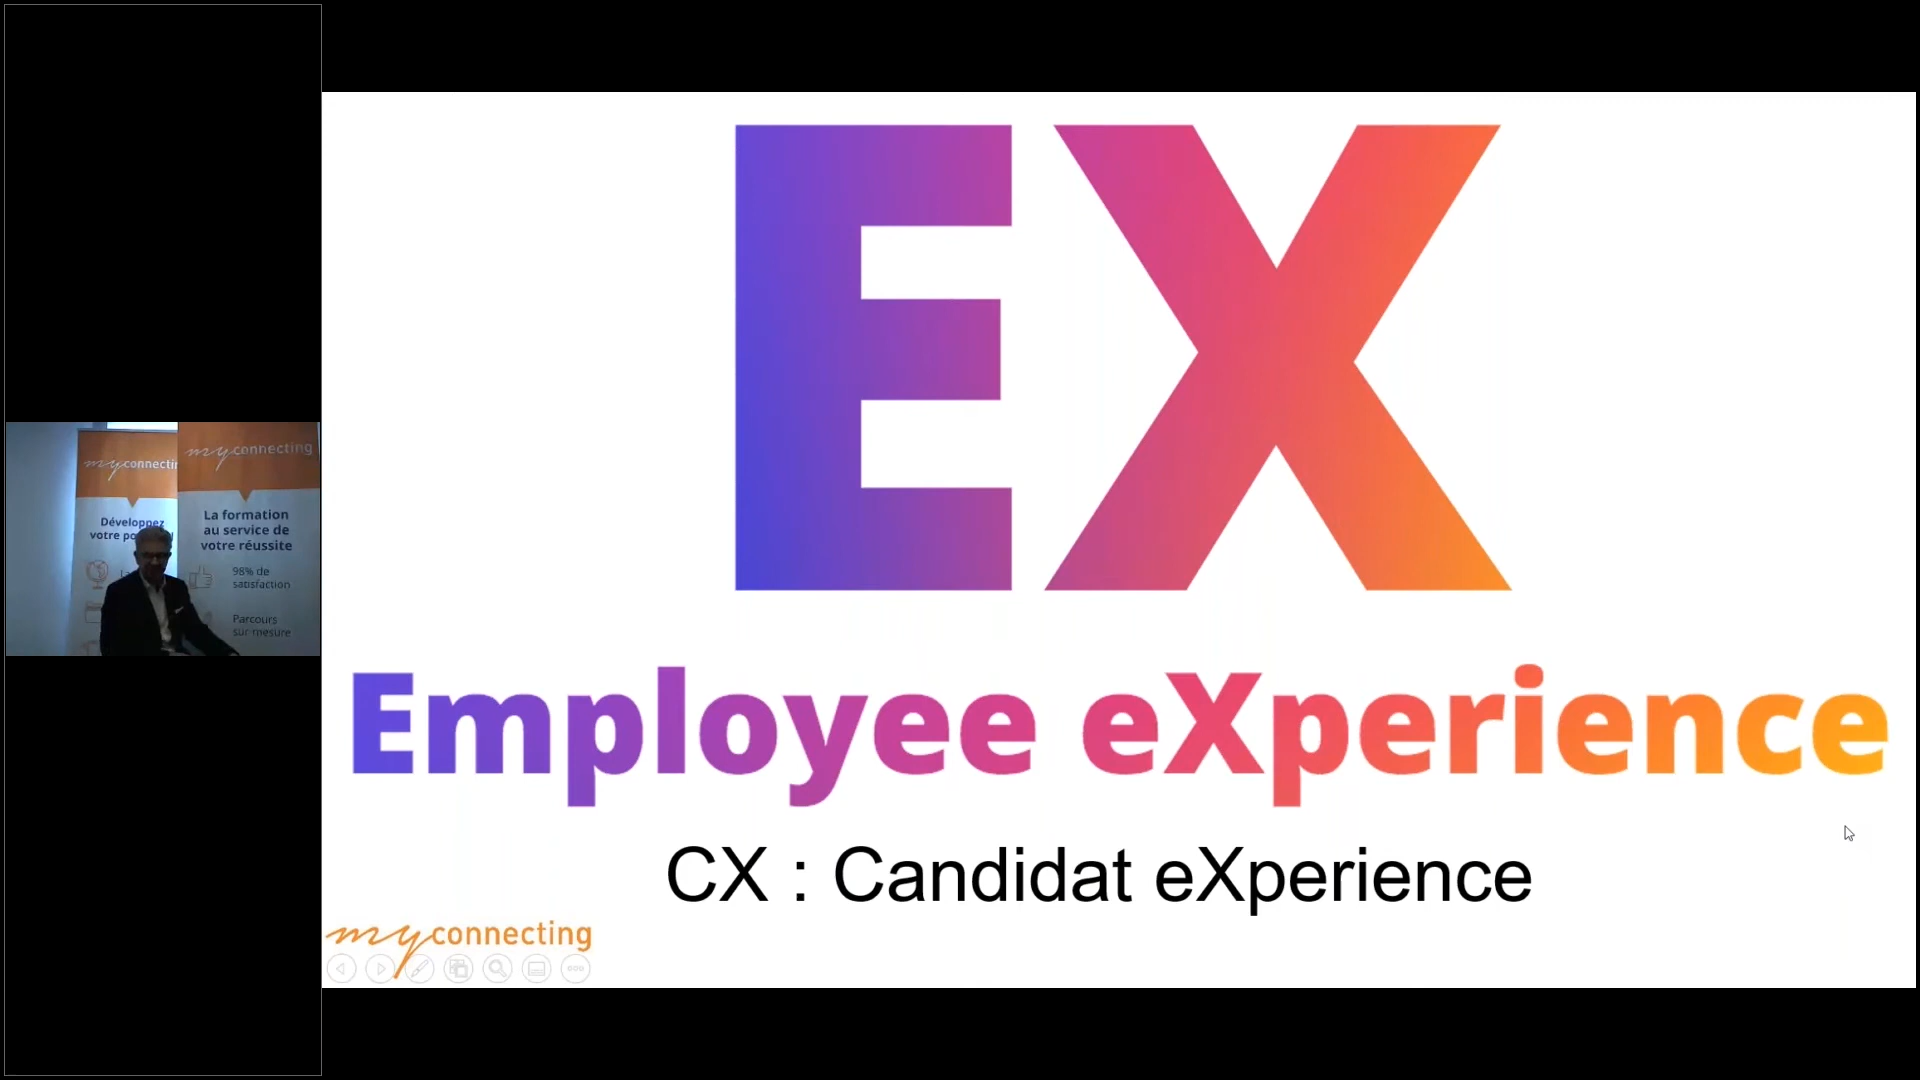 EX
Employee eXperience
CX : Candidat eXperience
myconnecting
myconnecti
Développez
votre po
myconnecting
La formation
au service de
votre réussite
98% de
satisfaction
Parcours
sur mesure